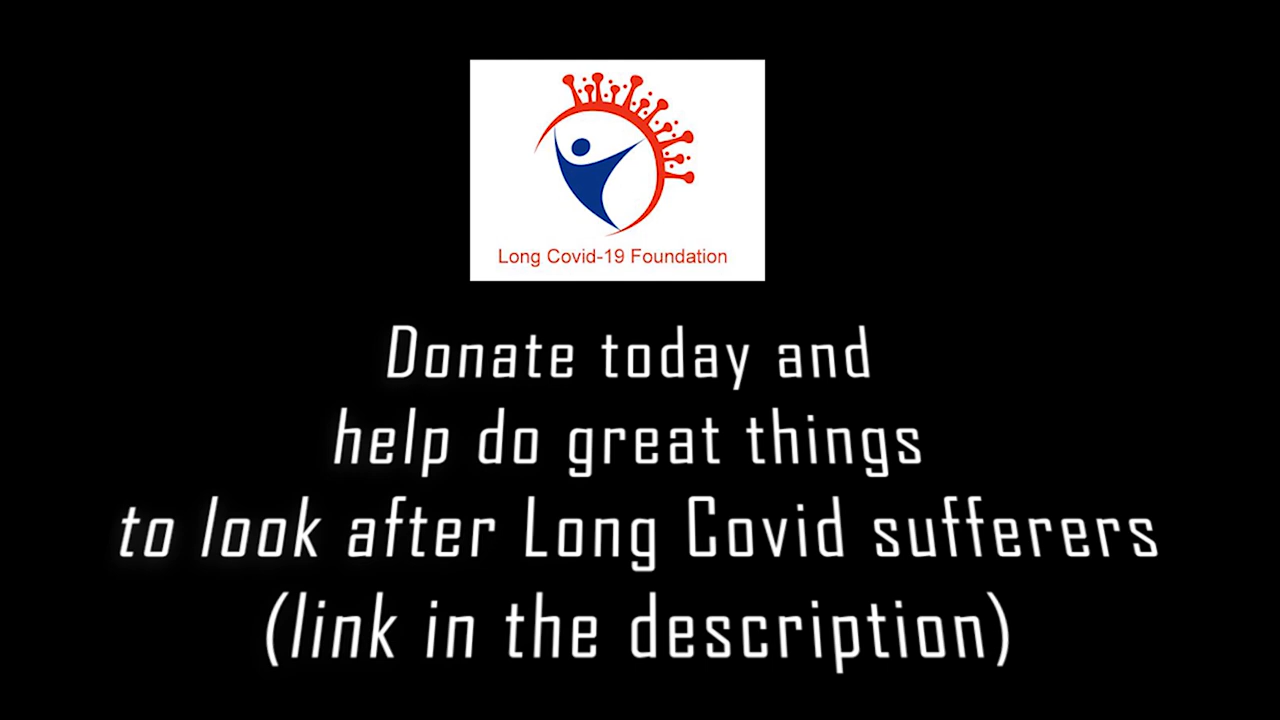 Long Covid-19 Foundation
Donate today and
help do great things
to look after Long Covid sufferers
(link in the description)